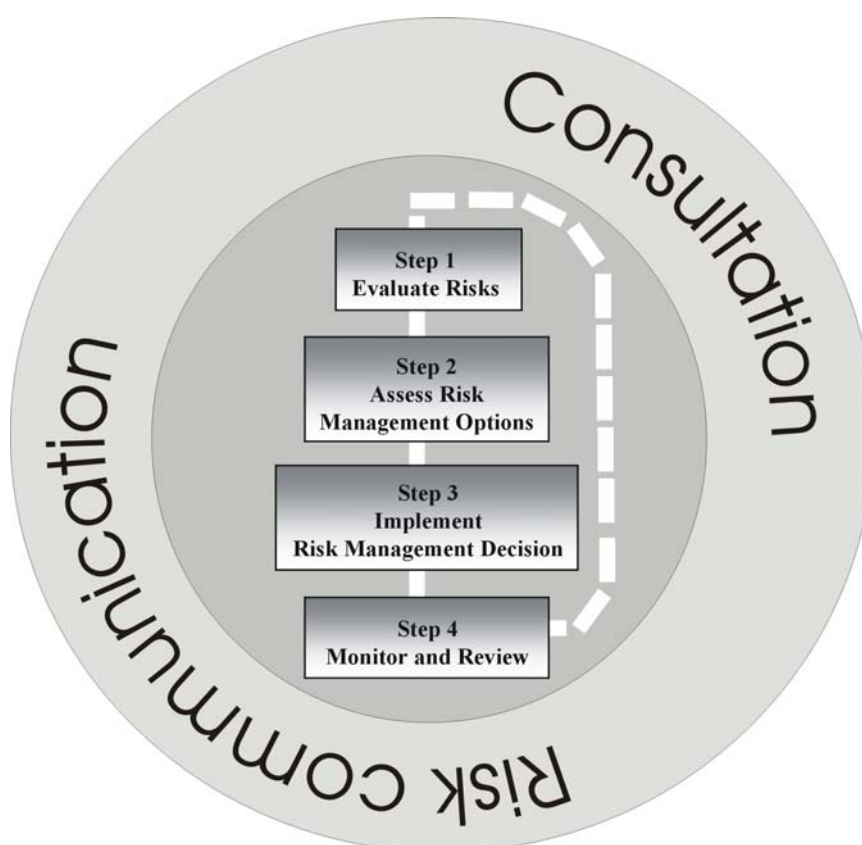 Consultation
Step 1
Evaluate Risks
Step 2
Assess Risk
Management Options
Step 3
Implement
Risk Management Decision
Step 4
Monitor and Review
Risk communication